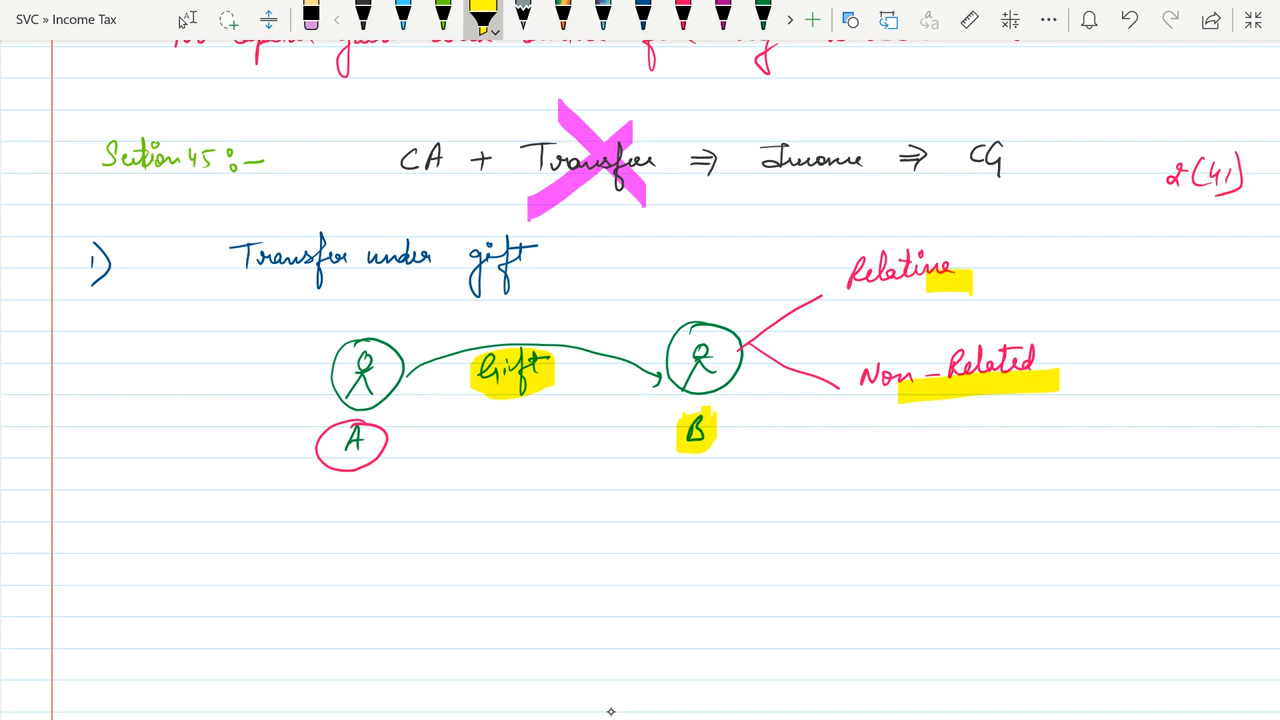 SVC » Income Tax
Section 45 :-
CA + Transfer ⇒ Income ⇒ CG
2(41)
1) Transfer under gift
Relative
Gift
Non-Related
A
B